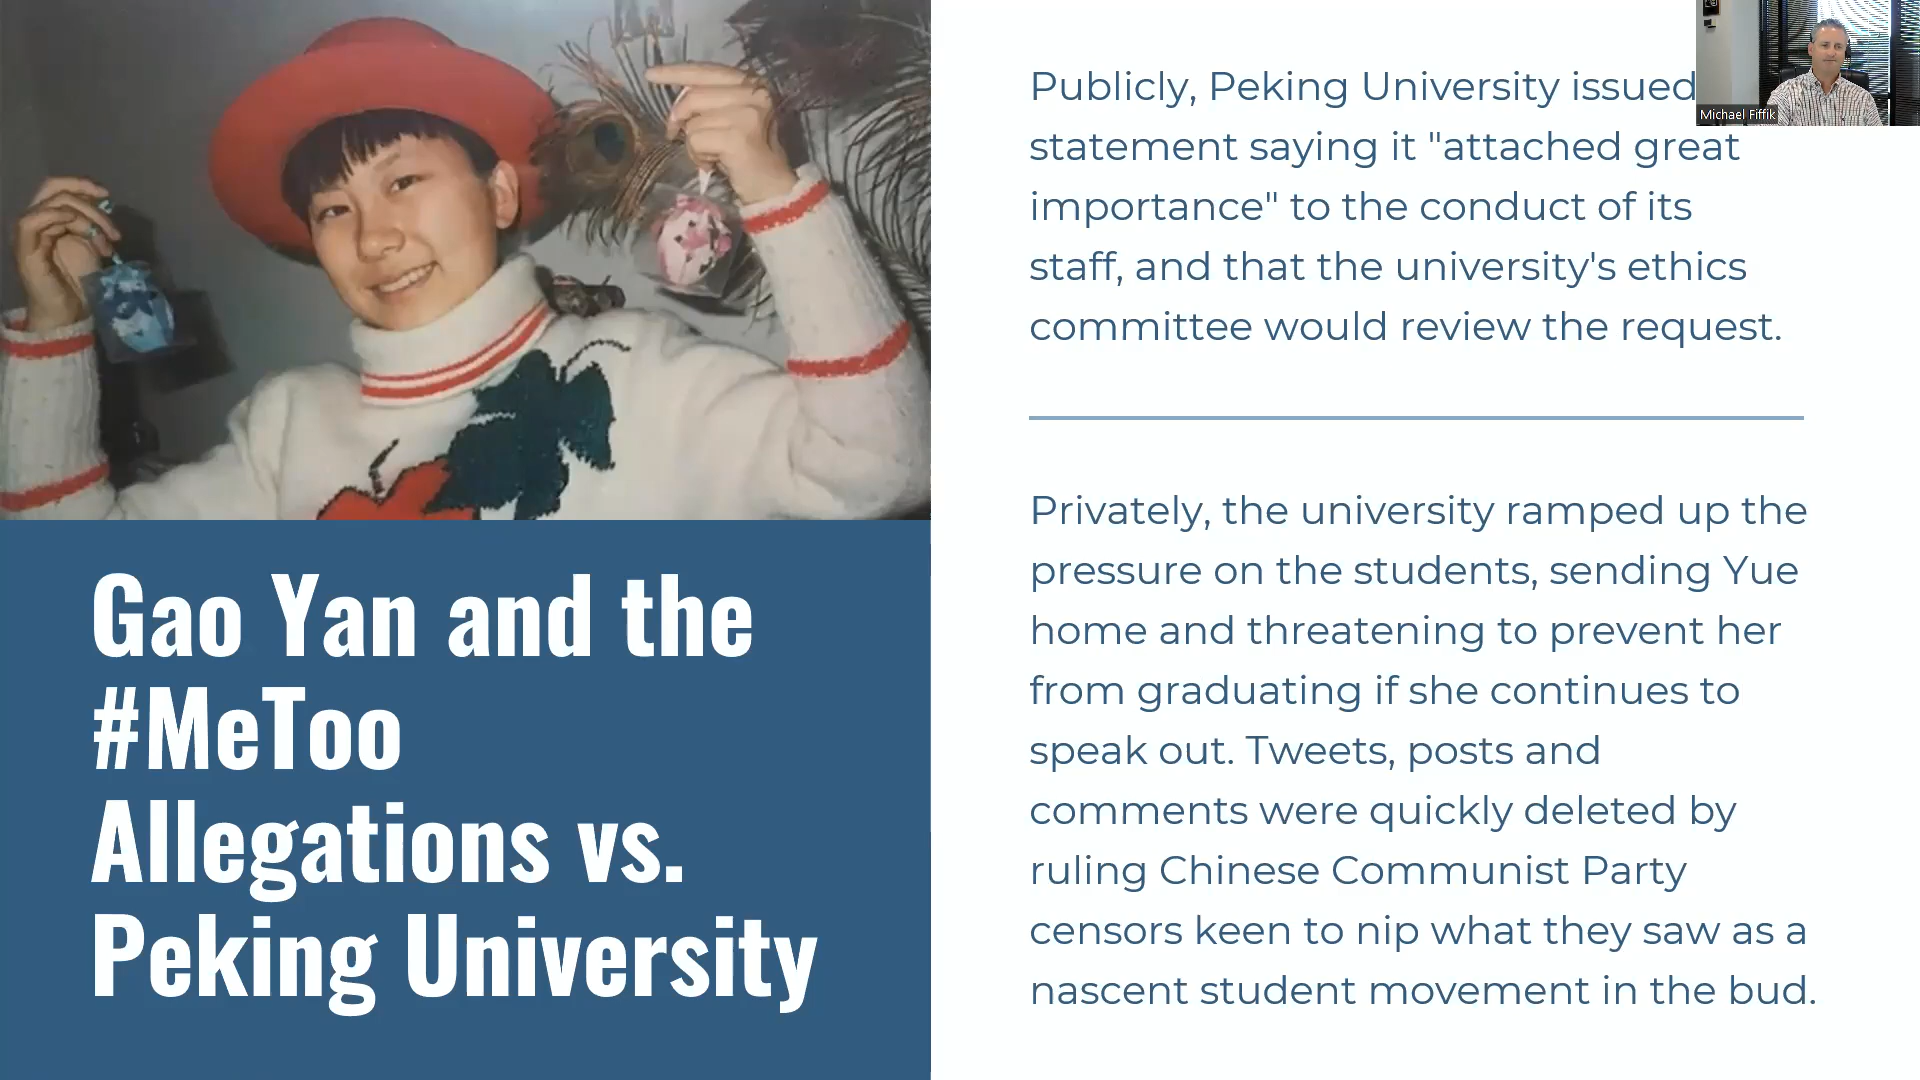 Gao Yan and the
#MeToo
Allegations vs.
Peking University
Publicly, Peking University issued
statement saying it "attached great
importance" to the conduct of its
staff, and that the university's ethics
committee would review the request.
Privately, the university ramped up the
pressure on the students, sending Yue
home and threatening to prevent her
from graduating if she continues to
speak out. Tweets, posts and
comments were quickly deleted by
ruling Chinese Communist Party
censors keen to nip what they saw as a
nascent student movement in the bud.
Michael Fiffik